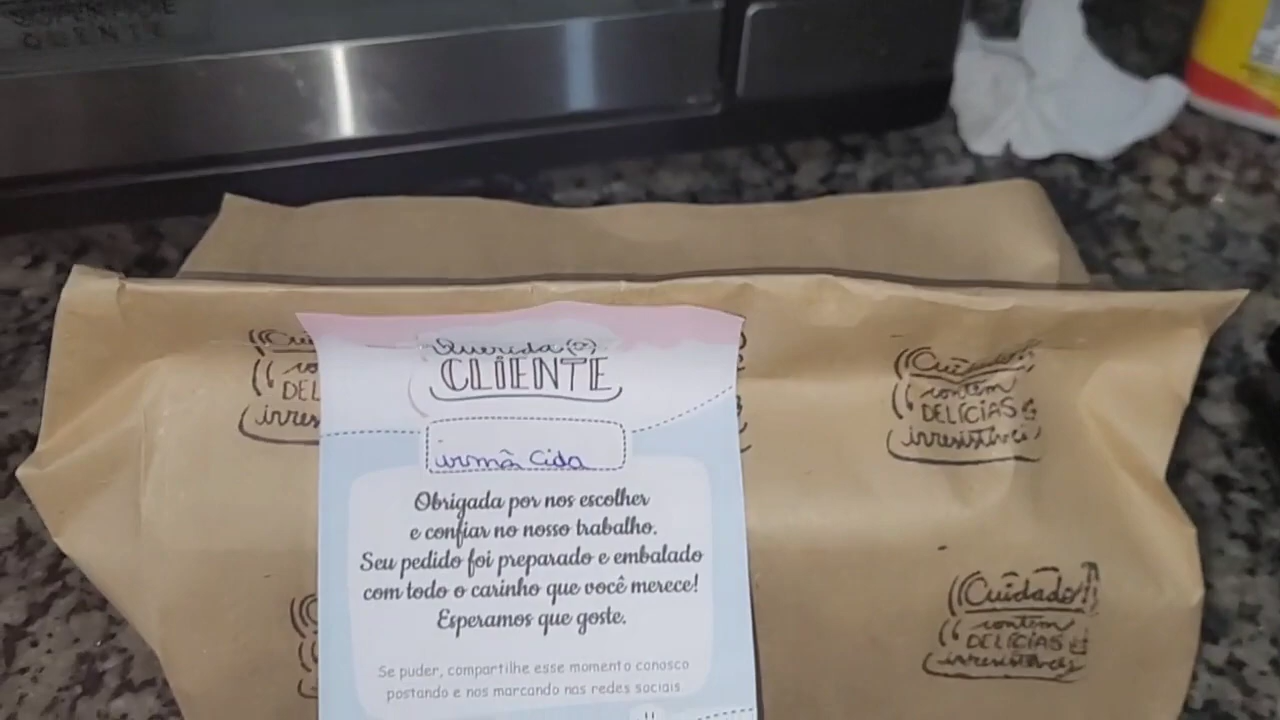 QUENTE
Querida(o)
CLIENTE
irmã Cida
Obrigada por nos escolher
e confiar no nosso trabalho.
Seu pedido foi preparado e embalado
com todo o carinho que você merece!
Esperamos que goste.
Se puder, compartilhe esse momento conosco
postando e nos marcando nas redes sociais
Cuidado
contém
DELÍCIAS
irresistíveis
Cuidado!
contém
DELÍCIAS
irresistíveis